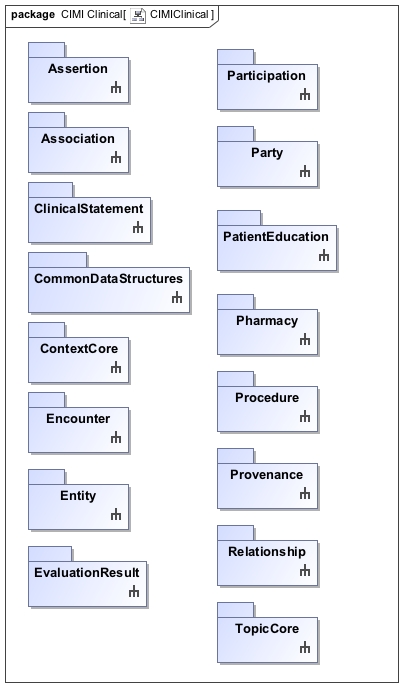 package CIMI Clinical[ CIMIClinical ]
Assertion
Association
ClinicalStatement
CommonDataStructures
ContextCore
Encounter
Entity
EvaluationResult
Participation
Party
PatientEducation
Pharmacy
Procedure
Provenance
Relationship
TopicCore